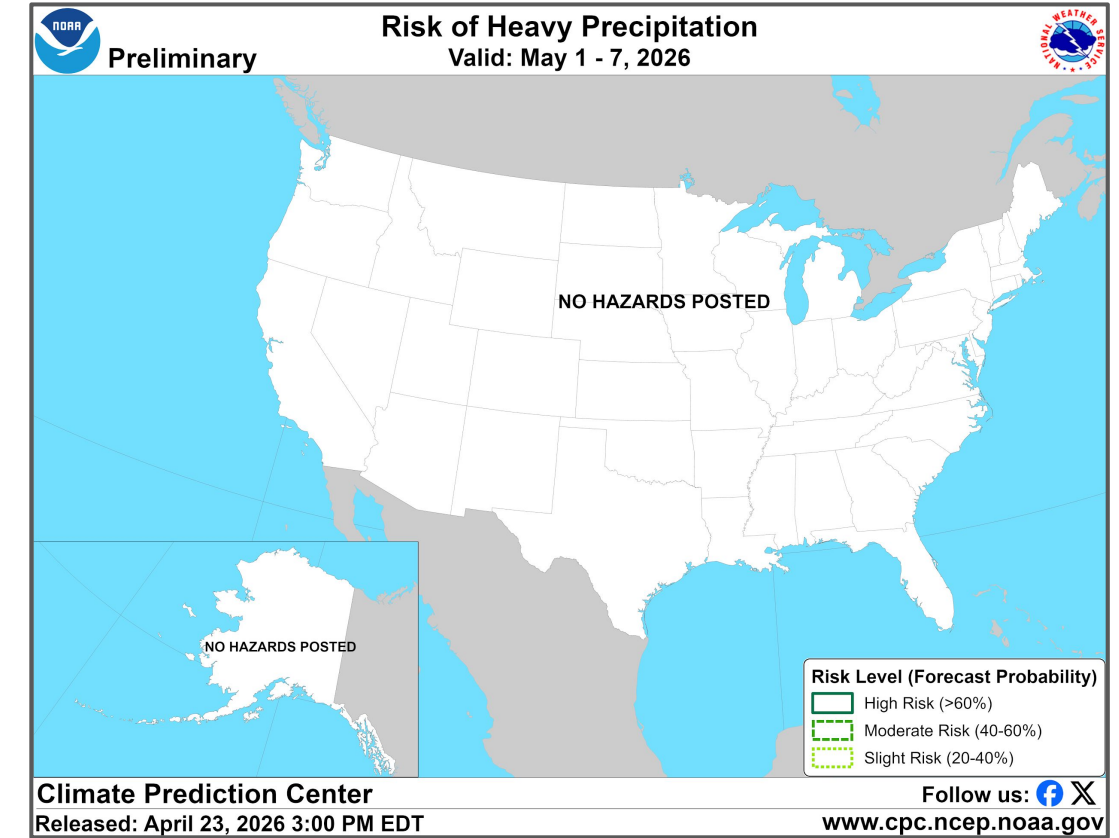 NOAA
Preliminary
Risk of Heavy Precipitation
Valid: May 1 - 7, 2026
NATIONAL WEATHER SERVICE
NO HAZARDS POSTED
NO HAZARDS POSTED
Risk Level (Forecast Probability)
High Risk (>60%)
Moderate Risk (40-60%)
Slight Risk (20-40%)
Climate Prediction Center
Follow us:
Released: April 23, 2026 3:00 PM EDT
www.cpc.ncep.noaa.gov